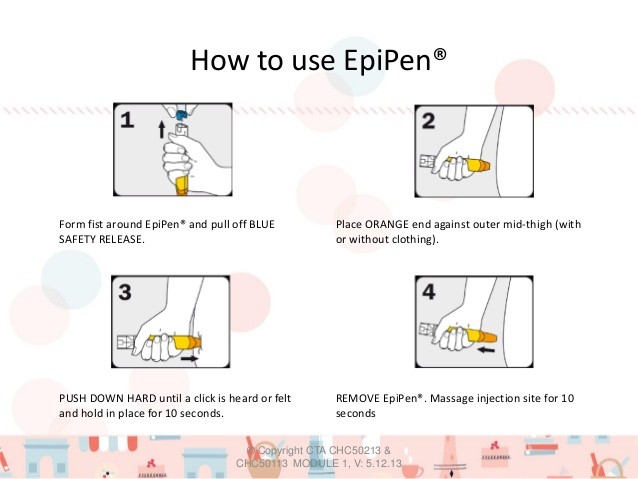 How to use EpiPen®
1
2
Form fist around EpiPen® and pull off BLUE
SAFETY RELEASE.
Place ORANGE end against outer mid-thigh (with
or without clothing).
3
4
PUSH DOWN HARD until a click is heard or felt
and hold in place for 10 seconds.
REMOVE EpiPen®. Massage injection site for 10
seconds
® Copyright CTA CHC50213 &
CHC50113 MODULE 1, V: 5.12.13